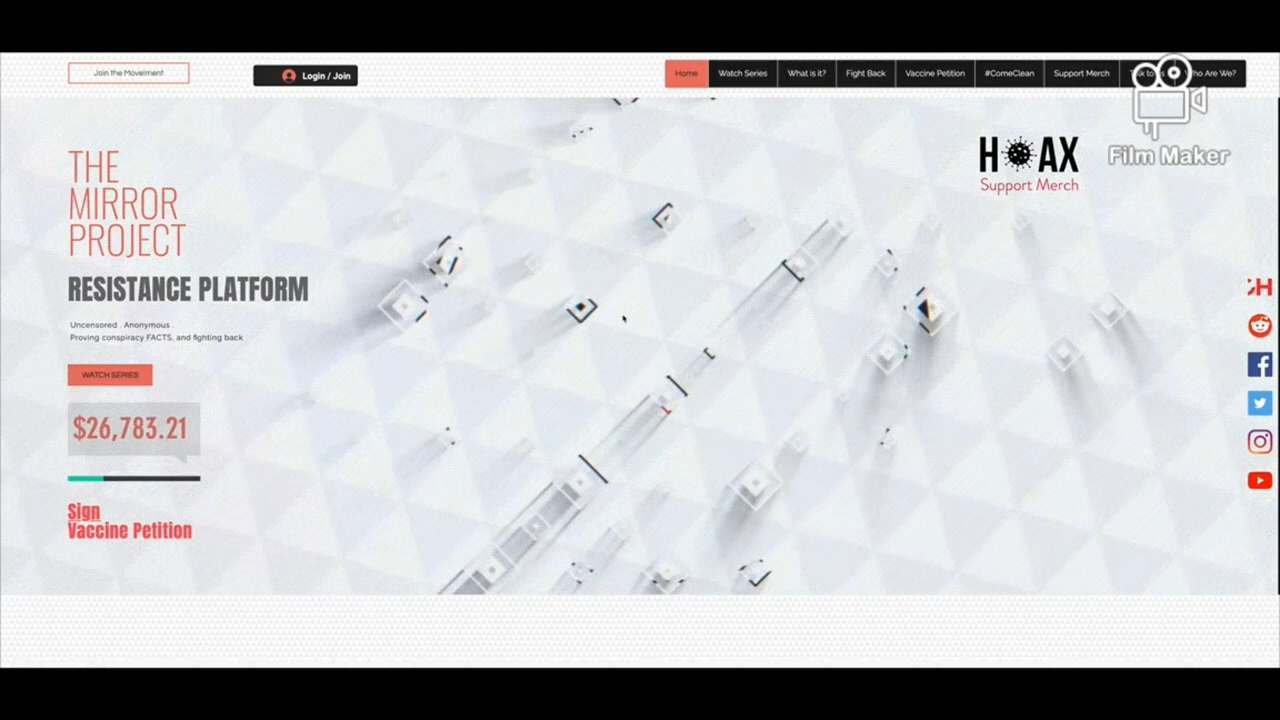 Join the Movelment
Login / Join
Home
Watch Series
What is it?
Fight Back
Vaccine Petition
#ComeClean
Support Merch
Who Are We?
Film Maker
THE
MIRROR
PROJECT
HOAX
Support Merch
RESISTANCE PLATFORM
Uncensored . Anonymous .
Proving conspiracy FACTS, and fighting back
WATCH SERIES
$26,783.21
Sign
Vaccine Petition